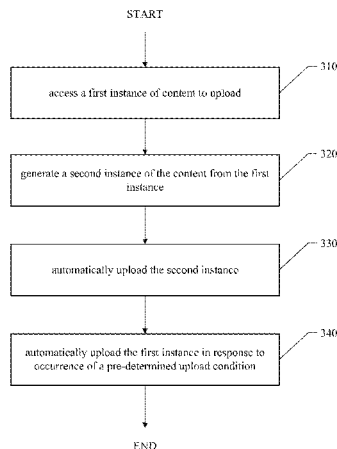 START
310
access a first instance of content to upload
320
generate a second instance of the content from the first
instance
330
automatically upload the second instance
340
automatically upload the first instance in response to
occurrence of a pre-determined upload condition
END